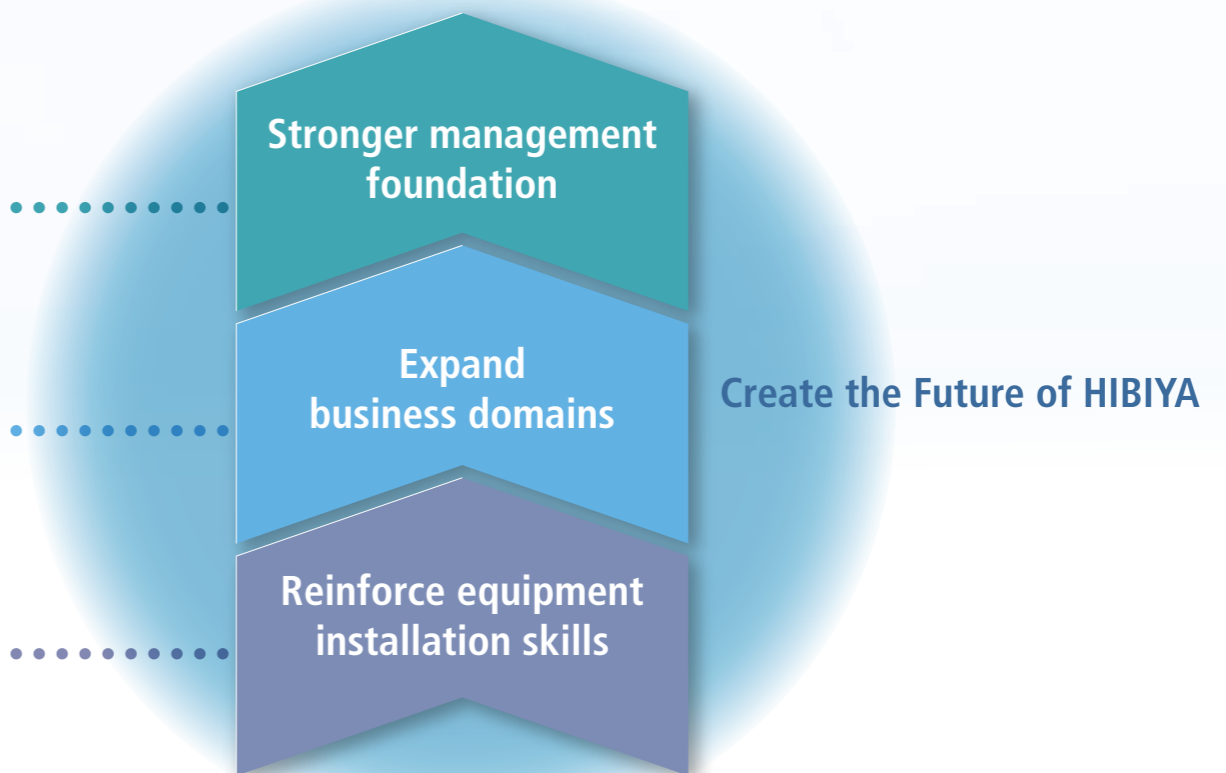 Stronger management
foundation
Expand
business domains
Create the Future of HIBIYA
Reinforce equipment
installation skills